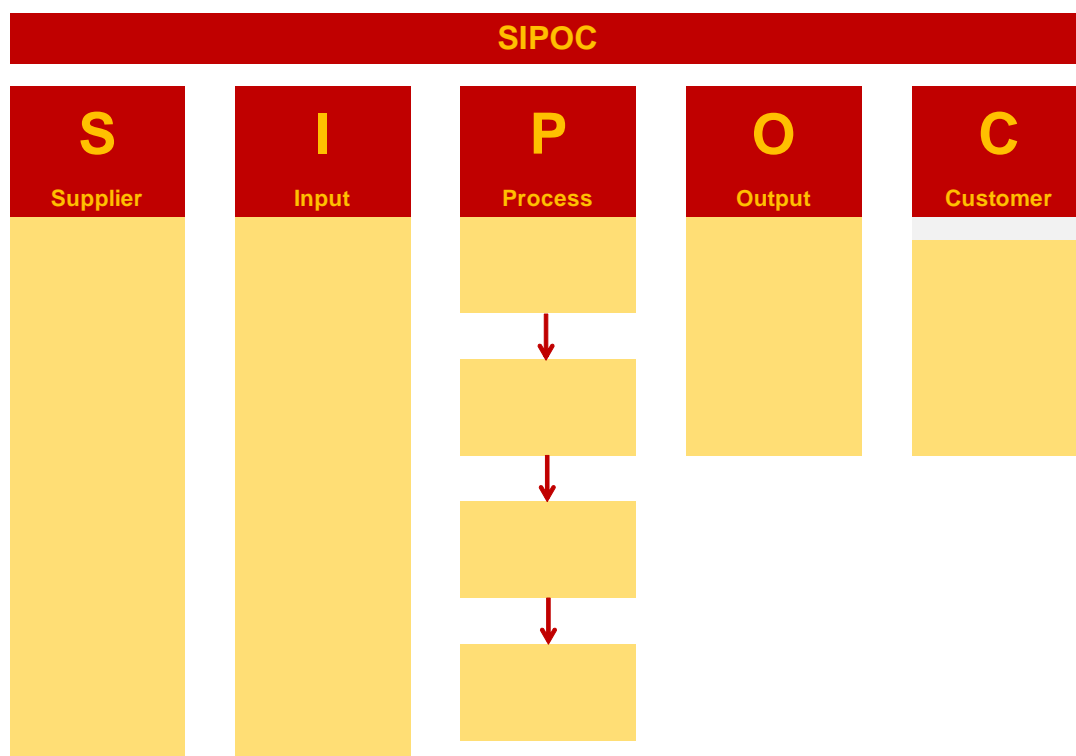 SIPOC
S
Supplier
I
Input
P
Process
O
Output
C
Customer